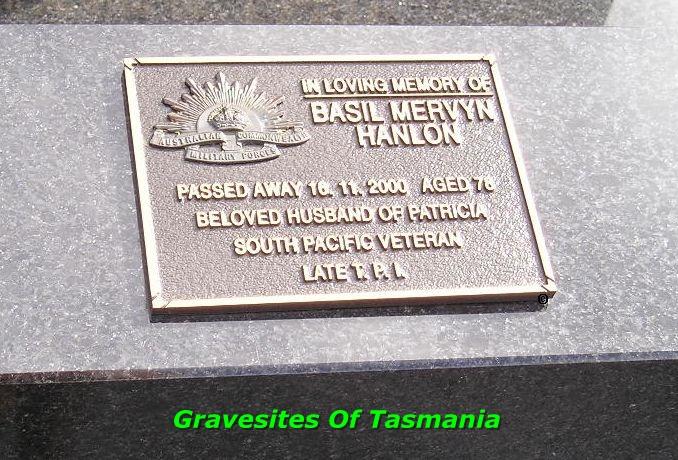 IN LOVING MEMORY OF
BASIL MERVYN
HANLON
AUSTRALIAN COMMONWEALTH
MILITARY FORCES
PASSED AWAY 16. 11. 2000 AGED 76
BELOVED HUSBAND OF PATRICIA
SOUTH PACIFIC VETERAN
LATE T. P. I.
©
Gravesites Of Tasmania